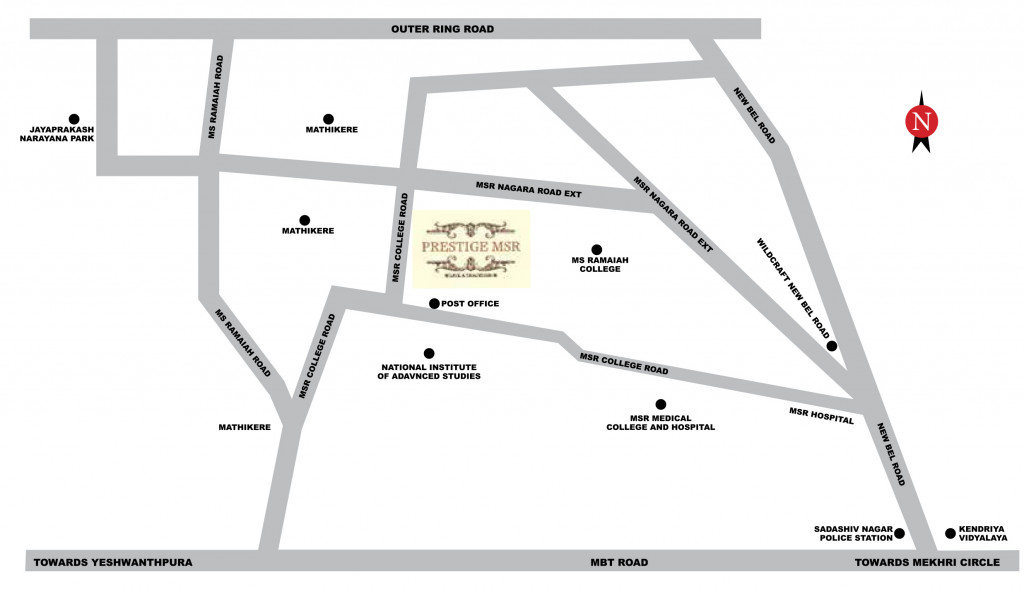 OUTER RING ROAD
MS RAMAIAH ROAD
NEW BEL ROAD
N
JAYAPRAKASH
NARAYANA PARK
MATHIKERE
MSR NAGARA ROAD EXT
MSR NAGARA ROAD EXT
MSR COLLEGE ROAD
MATHIKERE
PRESTIGE MSR
MS RAMAIAH
COLLEGE
WILDCRAFT NEW BEL ROAD
POST OFFICE
MS RAMAIAH ROAD
MSR COLLEGE ROAD
NATIONAL INSTITUTE
OF ADAVNCED STUDIES
MSR COLLEGE ROAD
MSR HOSPITAL
MSR MEDICAL
COLLEGE AND HOSPITAL
MATHIKERE
NEW BEL ROAD
SADASHIV NAGAR
POLICE STATION
KENDRIYA
VIDYALAYA
TOWARDS YESHWANTHPURA
MBT ROAD
TOWARDS MEKHRI CIRCLE